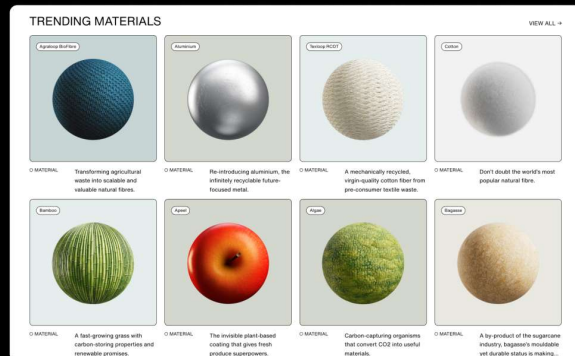 TRENDING MATERIALS
VIEW ALL →
Agraloop BioFibre
Aluminium
Texloop RCOT
Cotton
MATERIAL
Transforming agricultural
waste into scalable and
valuable natural fibres.
MATERIAL
Re-introducing aluminium, the
infinitely recyclable future-
focused metal.
MATERIAL
A mechanically recycled,
virgin-quality cotton fiber from
pre-consumer textile waste.
MATERIAL
Don't doubt the world's most
popular natural fibre.
Bamboo
Apeel
Algae
Bagasse
MATERIAL
A fast-growing grass with
carbon-storing properties and
renewable promises.
MATERIAL
The invisible plant-based
coating that gives fresh
produce superpowers.
MATERIAL
Carbon-capturing organisms
that convert CO2 into useful
materials.
MATERIAL
A by-product of the sugarcane
industry, bagasse's mouldable
yet durable status is making...